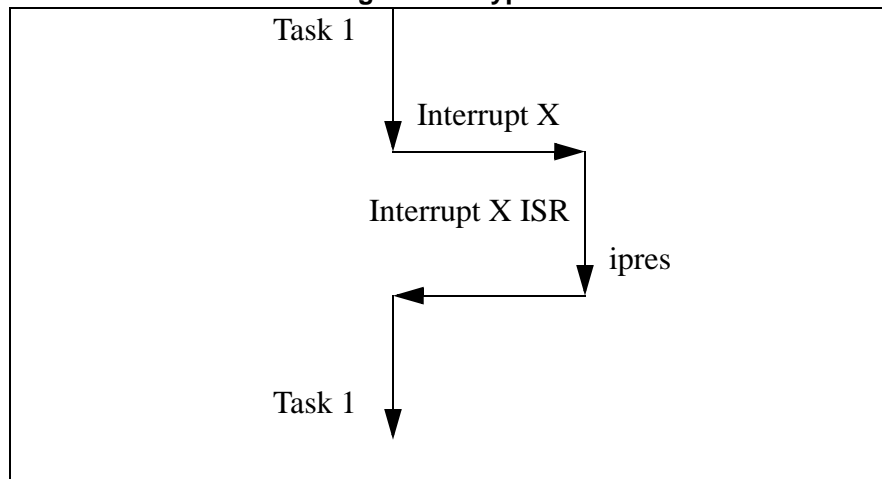 Task 1
Interrupt X
Interrupt X ISR
ipres
Task 1